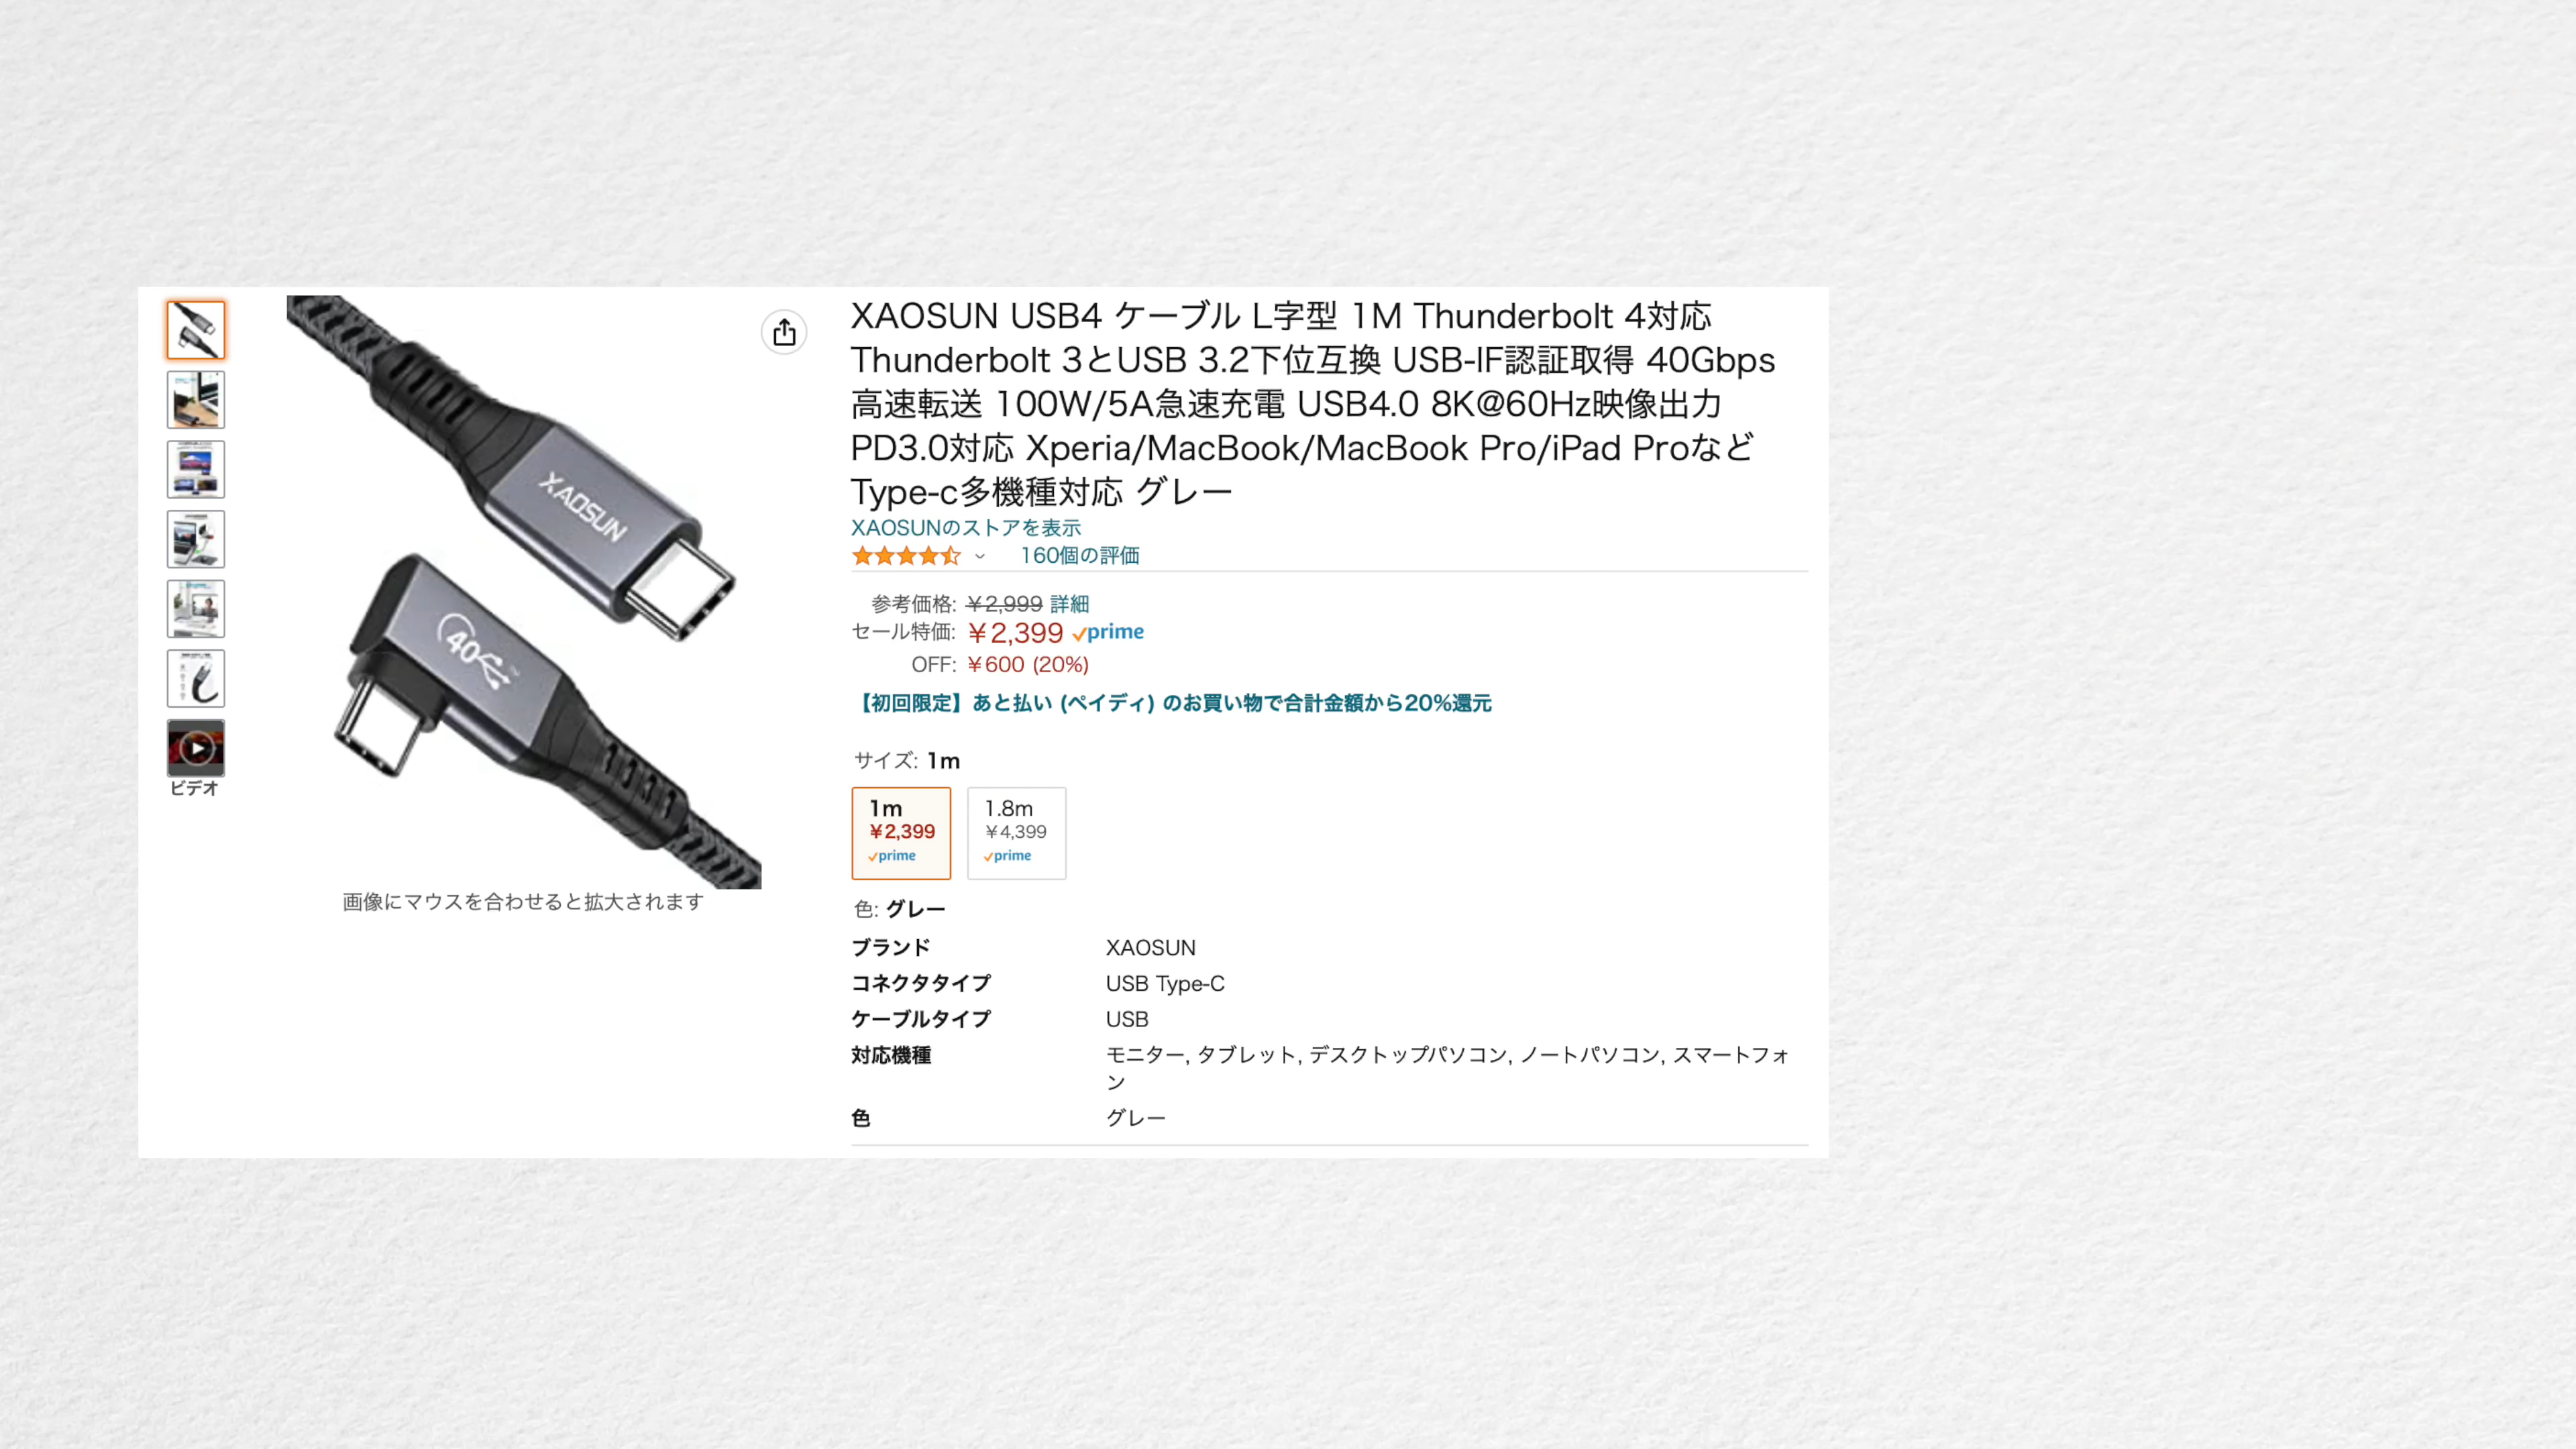 XAOSUN
40
ビデオ
画像にマウスを合わせると拡大されます
XAOSUN USB4 ケーブル L字型 1M Thunderbolt 4対応
Thunderbolt 3とUSB 3.2下位互換 USB-IF認証取得 40Gbps
高速転送 100W/5A急速充電 USB4.0 8K@60Hz映像出力
PD3.0対応 Xperia/MacBook/MacBook Pro/iPad Proなど
Type-c多機種対応 グレー
XAOSUNのストアを表示
160個の評価
参考価格: ￥2,999 詳細
セール特価: ￥2,399 prime
OFF: ￥600 (20%)
【初回限定】あと払い (ペイディ) のお買い物で合計金額から20%還元
サイズ: 1m
1m 1.8m
￥2,399 ￥4,399
prime prime
色: グレー
ブランド XAOSUN
コネクタタイプ USB Type-C
ケーブルタイプ USB
対応機種 モニター, タブレット, デスクトップパソコン, ノートパソコン, スマートフォ
ン
色 グレー